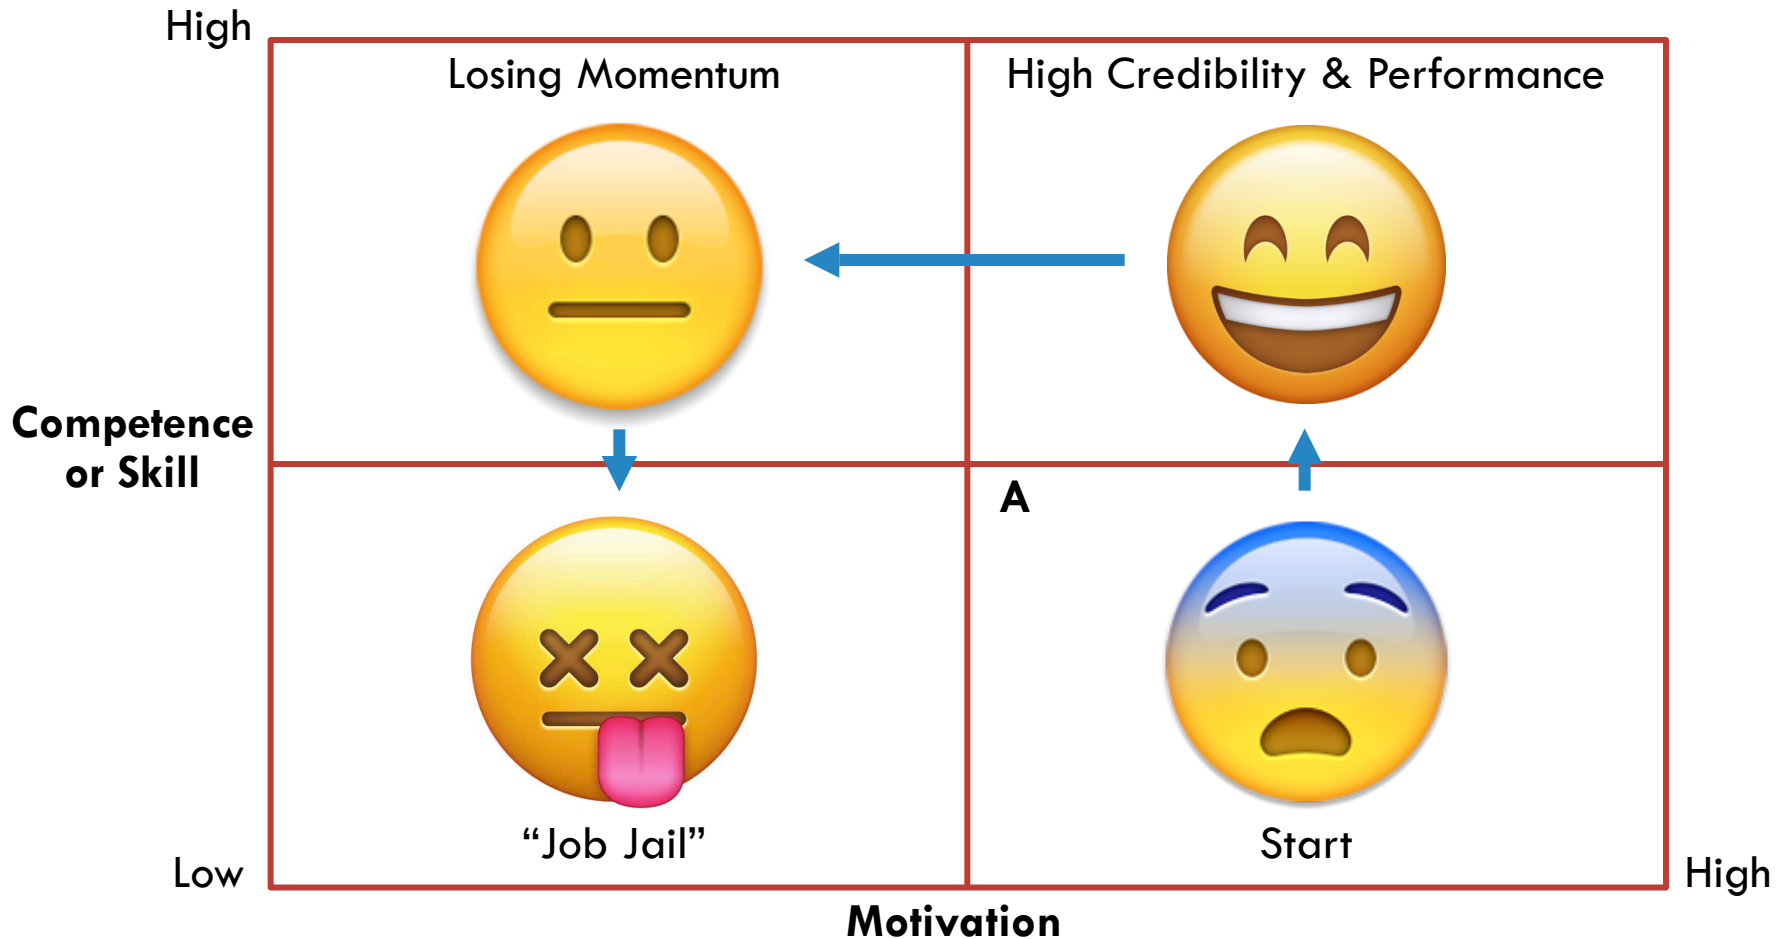 High
Losing Momentum
High Credibility & Performance
Competence
or Skill
A
“Job Jail”
Start
Low
High
Motivation